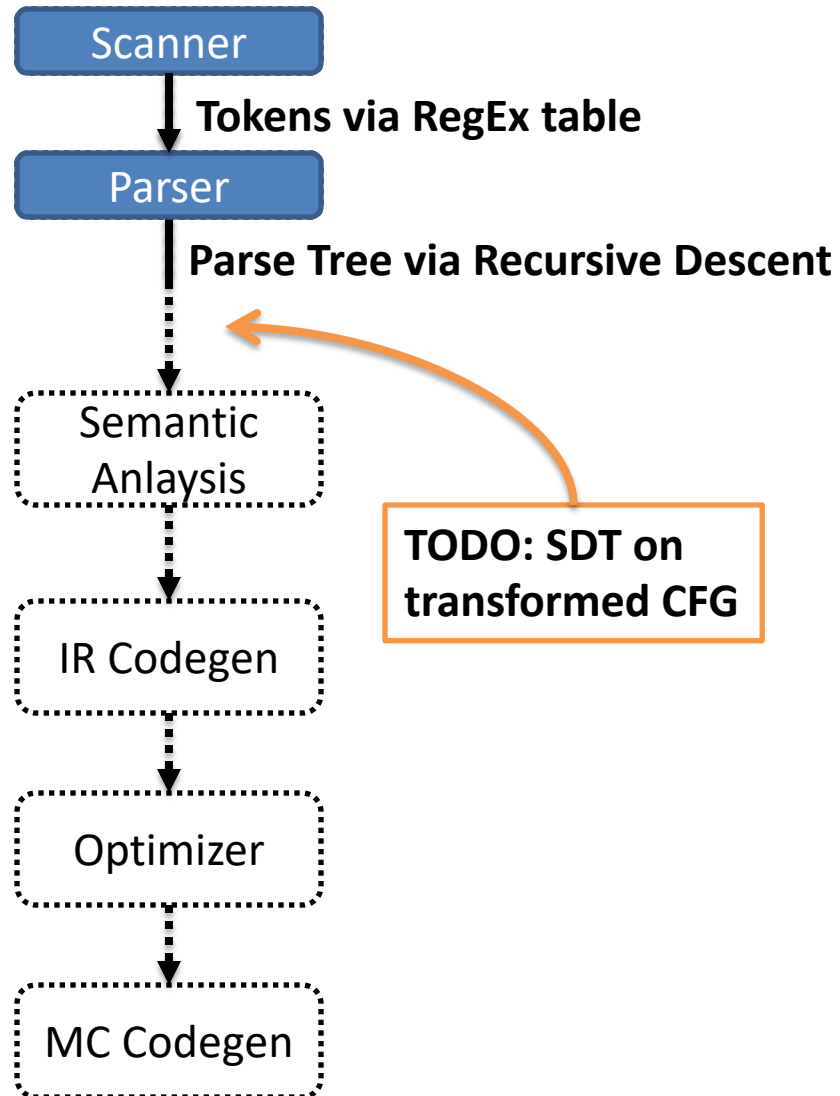 Scanner
Tokens via RegEx table
Parser
Parse Tree via Recursive Descent
Semantic
Anlaysis
TODO: SDT on
transformed CFG
IR Codegen
Optimizer
MC Codegen